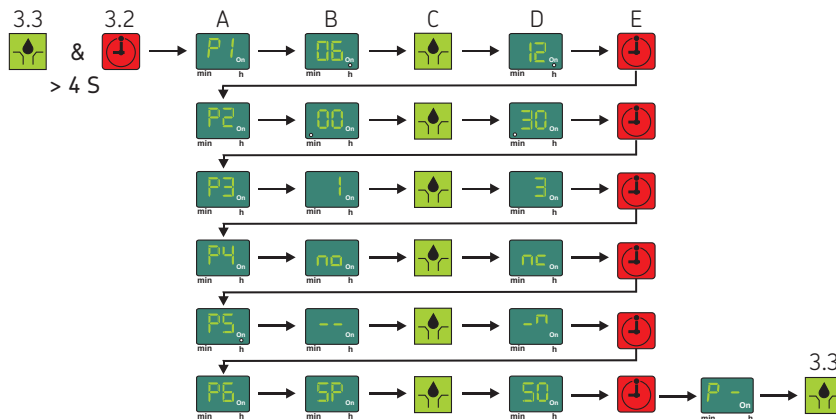 3.3 3.2 A B C D E
& P1 On 06 On 12 On
> 4 S min h min h min h
P2 On 00 On 30 On
min h min h min h
P3 On 1 On 3 On
min h min h min h
P4 On no On nc On
min h min h min h
P5 On -- On -n On
min h min h min h
3.3
P6 On SP On SO On P - On
min h min h min h min h